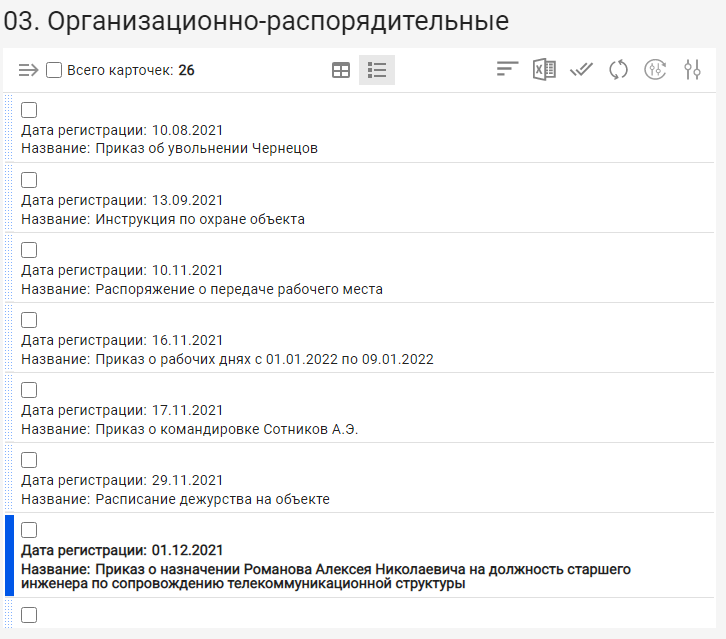 03. Организационно-распорядительные
Всего карточек: 26
Дата регистрации: 10.08.2021
Название: Приказ об увольнении Чернецов
Дата регистрации: 13.09.2021
Название: Инструкция по охране объекта
Дата регистрации: 10.11.2021
Название: Распоряжение о передаче рабочего места
Дата регистрации: 16.11.2021
Название: Приказ о рабочих днях с 01.01.2022 по 09.01.2022
Дата регистрации: 17.11.2021
Название: Приказ о командировке Сотников А.Э.
Дата регистрации: 29.11.2021
Название: Расписание дежурства на объекте
Дата регистрации: 01.12.2021
Название: Приказ о назначении Романова Алексея Николаевича на должность старшего
инженера по сопровождению телекоммуникационной структуры